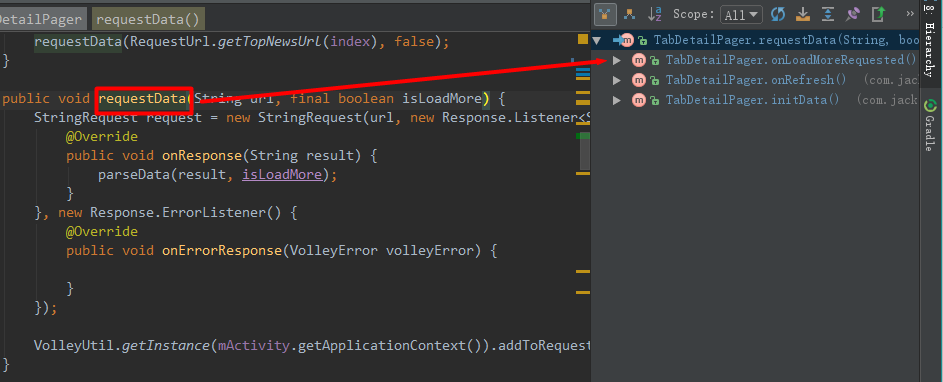 DetailPager requestData()
requestData(RequestUrl.getTopNewsUrl(index), false);
}
public void requestData(String url, final boolean isLoadMore) {
StringRequest request = new StringRequest(url, new Response.Listener<S
@Override
public void onResponse(String result) {
parseData(result, isLoadMore);
}
}, new Response.ErrorListener() {
@Override
public void onErrorResponse(VolleyError volleyError) {
}
});
VolleyUtil.getInstance(mActivity.getApplicationContext()).addToRequest
}
Scope: All
TabDetailPager.requestData(String, boo
TabDetailPager.onLoadMoreRequested()
TabDetailPager.onRefresh() (com.jack
TabDetailPager.initData() (com.jack
Hierarchy
Gradle